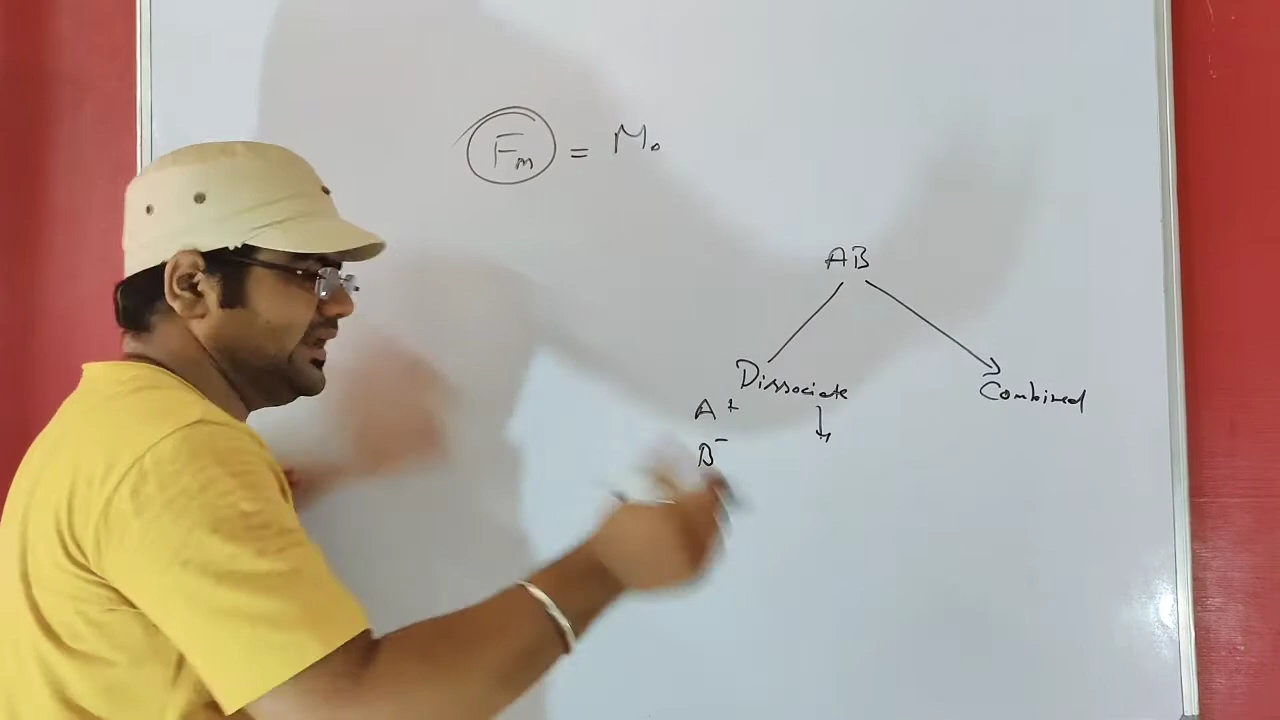 Fm = Mo
AB
Dissociate
Combined
A+
B-